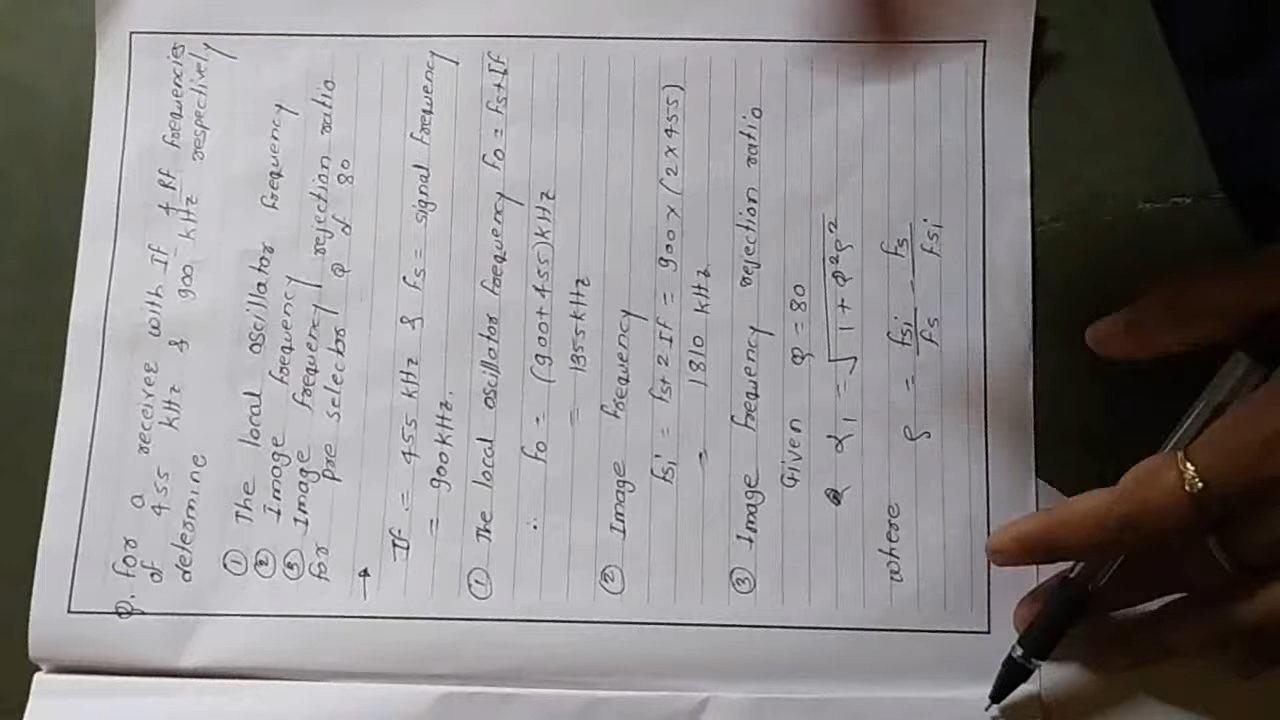 Q. For a receiver with IF & RF frequencies
of 455 kHz & 900 kHz respectively
determine
① The local oscillator frequency
② Image frequency
③ Image frequency rejection ratio
for pre selector Q of 80
→
IF = 455 kHz & fs = signal frequency
= 900 kHz.
① The local oscillator frequency fo = fs + IF
∴ fo = (900 + 455) kHz
= 1355 kHz
② Image frequency
fsi = fs + 2 IF = 900 × (2 × 455)
= 1810 kHz
③ Image frequency rejection ratio
Given Q = 80
α1 = √1 + Q²ρ²
where ρ = fsi/fs - fs/fsi